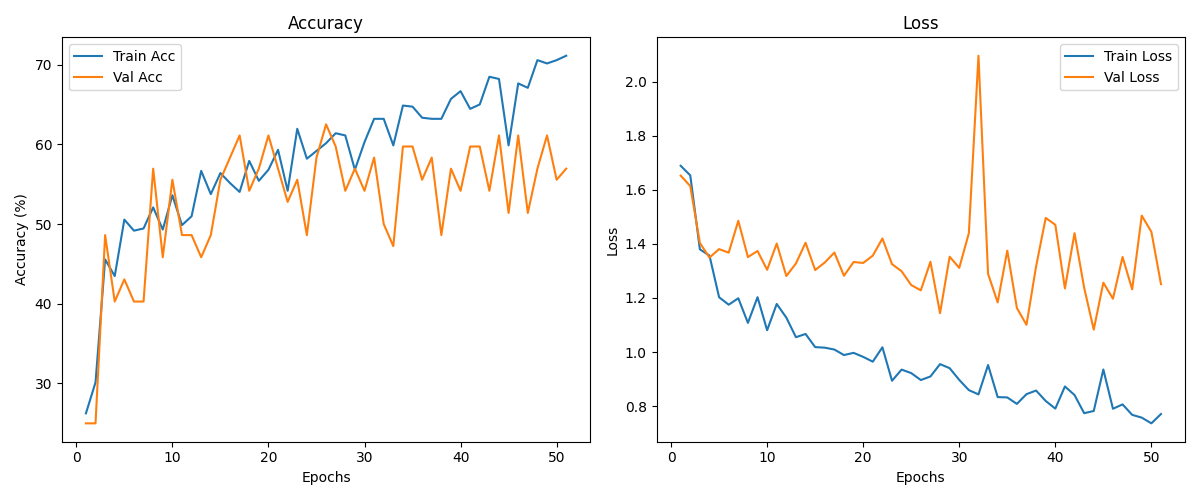 Accuracy
Train Acc
Val Acc
Accuracy (%)
70
60
50
40
30
0
10
20
30
40
50
Epochs
Loss
Train Loss
Val Loss
Loss
2.0
1.8
1.6
1.4
1.2
1.0
0.8
0
10
20
30
40
50
Epochs